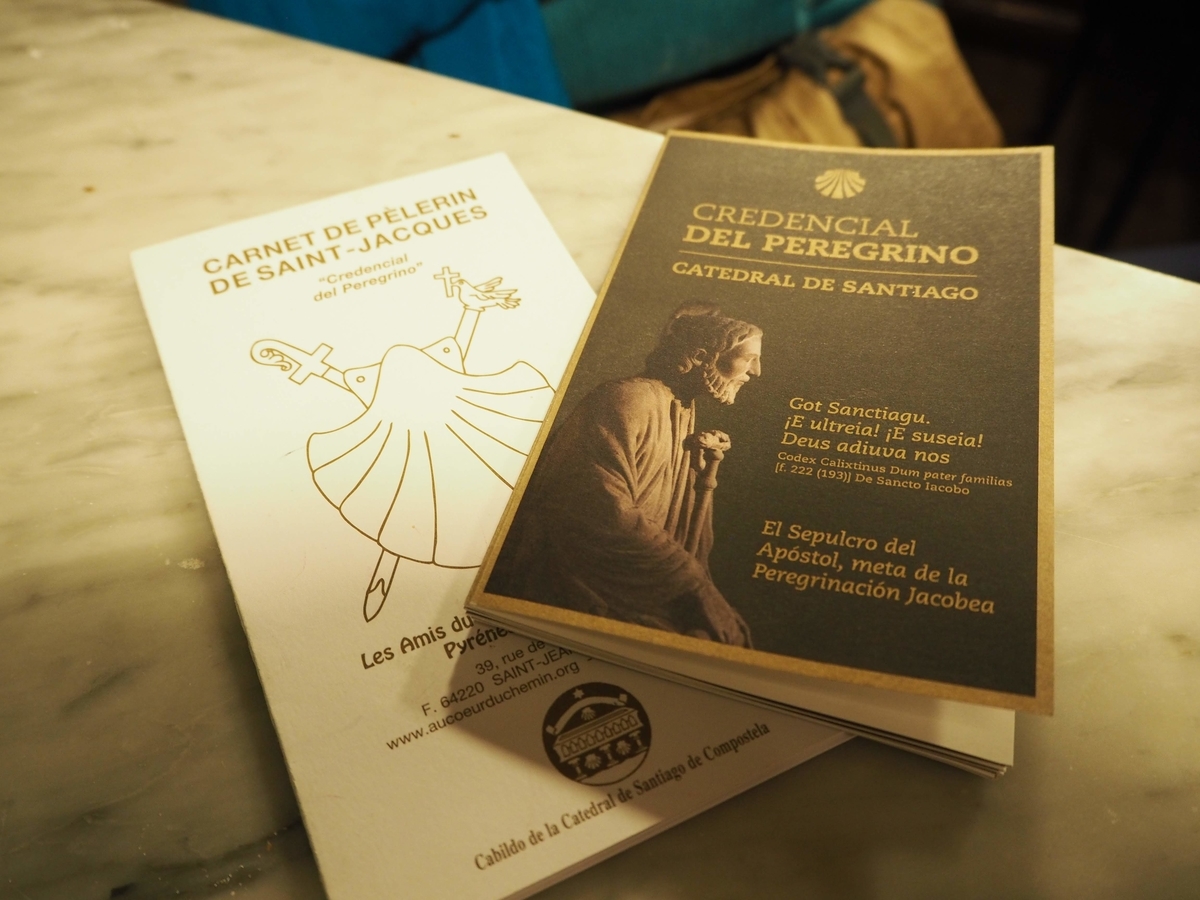 CARNET DE PÈLERIN
DE SAINT-JACQUES
"Credencial
del Peregrino"
Les Amis du
39, rue de
F. 64220 SAINT-JEA
www.aucoeurduchemin.org -
Cabildo de la Catedral de Santiago de Compostela
CREDENCIAL
DEL PEREGRINO
CATEDRAL DE SANTIAGO
Got Sanctiagu.
¡E ultreia! ¡E suseia!
Deus adiuva nos
Codex Calixtinus Dum pater familias
[f. 222 (193)] De Sancto Iacobo
El Sepulcro del
Apóstol, meta de la
Peregrinación Jacobea